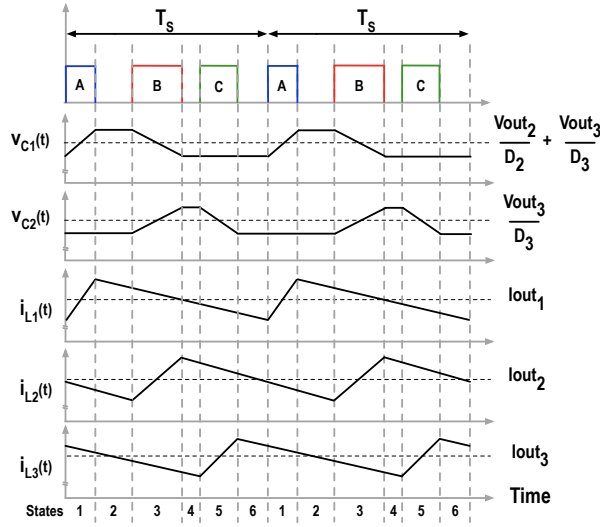 T_S T_S
A B C A B C
v_C1(t)
Vout_2 / D_2 + Vout_3 / D_3
v_C2(t)
Vout_3 / D_3
i_L1(t)
Iout_1
i_L2(t)
Iout_2
i_L3(t)
Iout_3
Time
States 1 2 3 4 5 6 1 2 3 4 5 6